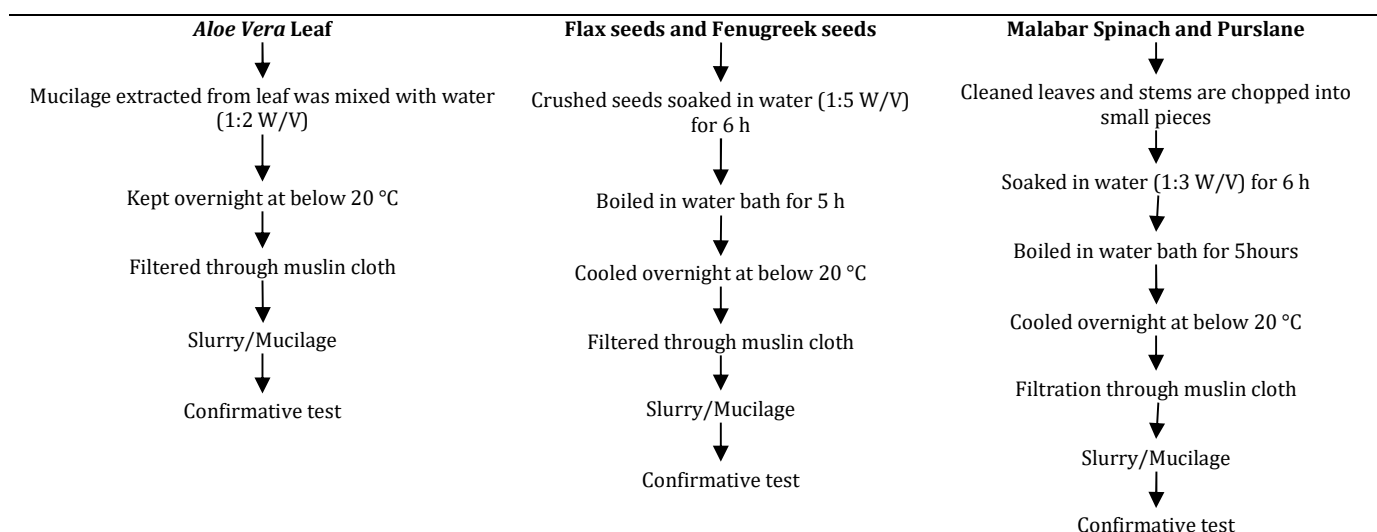 Aloe Vera Leaf
Mucilage extracted from leaf was mixed with water
(1:2 W/V)
Kept overnight at below 20 °C
Filtered through muslin cloth
Slurry/Mucilage
Confirmative test
Flax seeds and Fenugreek seeds
Crushed seeds soaked in water (1:5 W/V)
for 6 h
Boiled in water bath for 5 h
Cooled overnight at below 20 °C
Filtered through muslin cloth
Slurry/Mucilage
Confirmative test
Malabar Spinach and Purslane
Cleaned leaves and stems are chopped into
small pieces
Soaked in water (1:3 W/V) for 6 h
Boiled in water bath for 5hours
Cooled overnight at below 20 °C
Filtration through muslin cloth
Slurry/Mucilage
Confirmative test